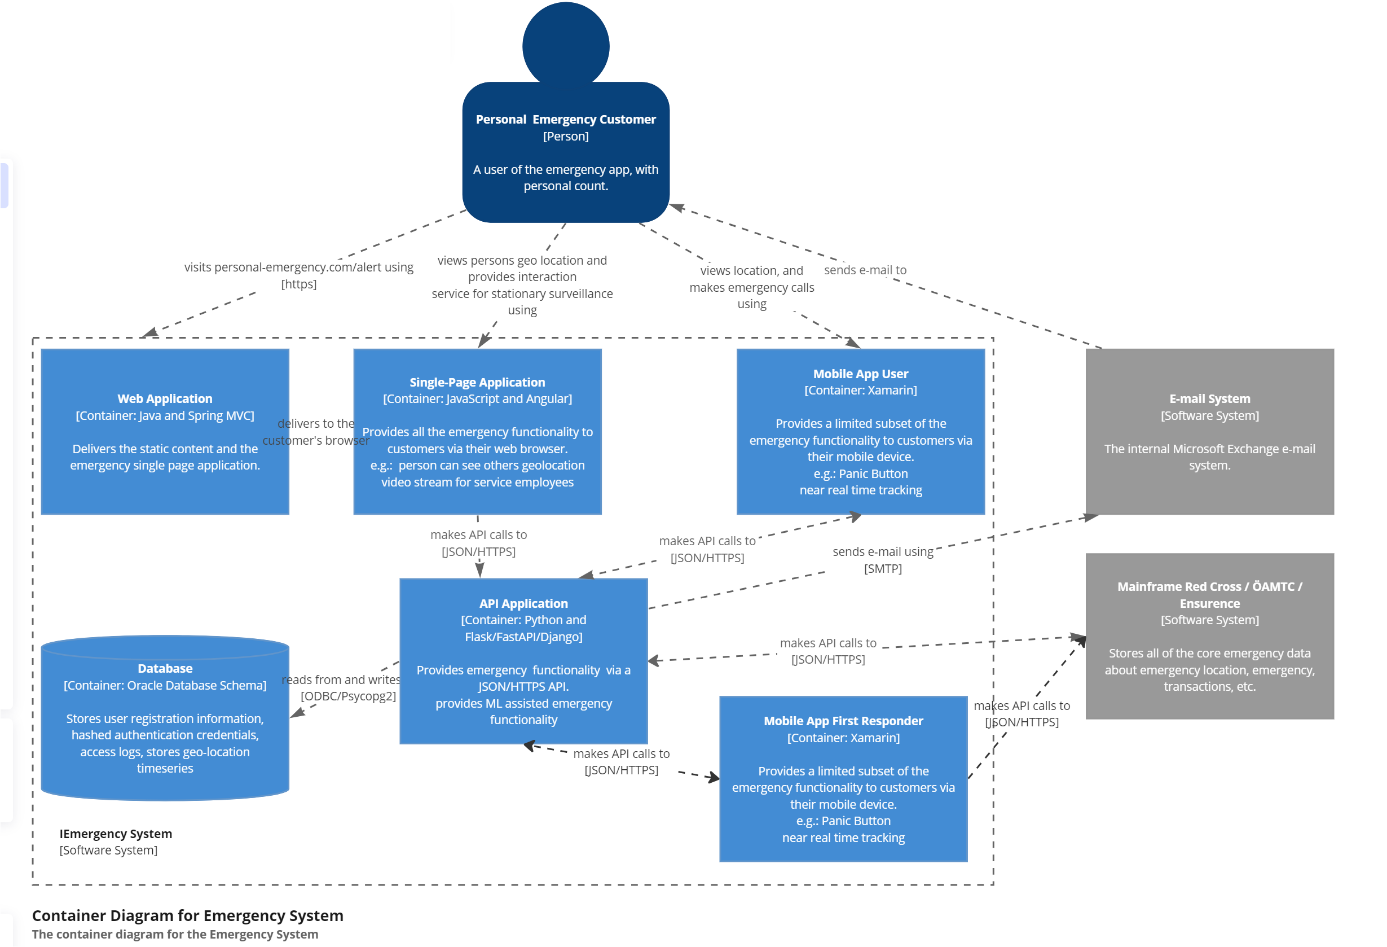 Personal  Emergency Customer
[Person]
A user of the emergency app, with
personal count.
visits personal-emergency.com/alert using
[https]
views persons geo location and
provides interaction
service for stationary surveillance
using
views location, and
makes emergency calls
using
sends e-mail to
Web Application
[Container: Java and Spring MVC]
Delivers the static content and the
emergency single page application.
delivers to the
customer's browser
Single-Page Application
[Container: JavaScript and Angular]
Provides all the emergency functionality to
customers via their web browser.
e.g.:  person can see others geolocation
video stream for service employees
Mobile App User
[Container: Xamarin]
Provides a limited subset of the
emergency functionality to customers via
their mobile device.
e.g.: Panic Button
near real time tracking
E-mail System
[Software System]
The internal Microsoft Exchange e-mail
system.
makes API calls to
[JSON/HTTPS]
makes API calls to
[JSON/HTTPS]
sends e-mail using
[SMTP]
API Application
[Container: Python and
Flask/FastAPI/Django]
Provides emergency  functionality  via a
JSON/HTTPS API.
provides ML assisted emergency
functionality
Mainframe Red Cross / ÖAMTC /
Ensurence
[Software System]
Stores all of the core emergency data
about emergency location, emergency,
transactions, etc.
makes API calls to
[JSON/HTTPS]
Database
[Container: Oracle Database Schema]
Stores user registration information,
hashed authentication credentials,
access logs, stores geo-location
timeseries
reads from and writes
[ODBC/Psycopg2]
makes API calls to
[JSON/HTTPS]
Mobile App First Responder
[Container: Xamarin]
Provides a limited subset of the
emergency functionality to customers via
their mobile device.
e.g.: Panic Button
near real time tracking
makes API calls to
[JSON/HTTPS]
IEmergency System
[Software System]
Container Diagram for Emergency System
The container diagram for the Emergency System